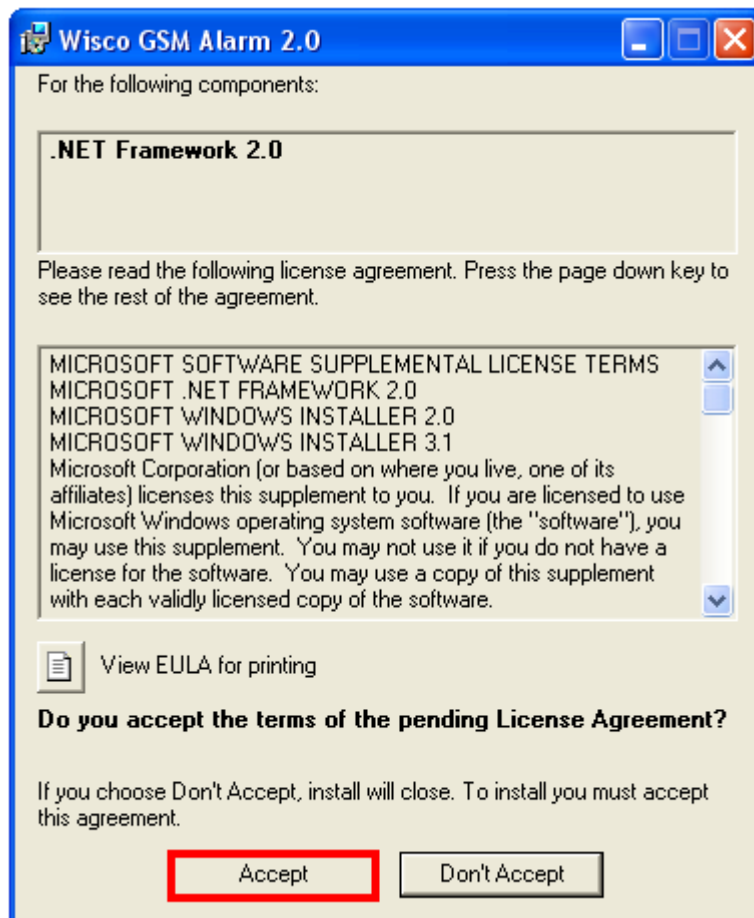 Wisco GSM Alarm 2.0
For the following components:
.NET Framework 2.0
Please read the following license agreement. Press the page down key to
see the rest of the agreement.
MICROSOFT SOFTWARE SUPPLEMENTAL LICENSE TERMS
MICROSOFT .NET FRAMEWORK 2.0
MICROSOFT WINDOWS INSTALLER 2.0
MICROSOFT WINDOWS INSTALLER 3.1
Microsoft Corporation (or based on where you live, one of its
affiliates) licenses this supplement to you.  If you are licensed to use
Microsoft Windows operating system software (the "software"), you
may use this supplement.  You may not use it if you do not have a
license for the software.  You may use a copy of this supplement
with each validly licensed copy of the software.
View EULA for printing
Do you accept the terms of the pending License Agreement?
If you choose Don't Accept, install will close. To install you must accept
this agreement.
Accept
Don't Accept